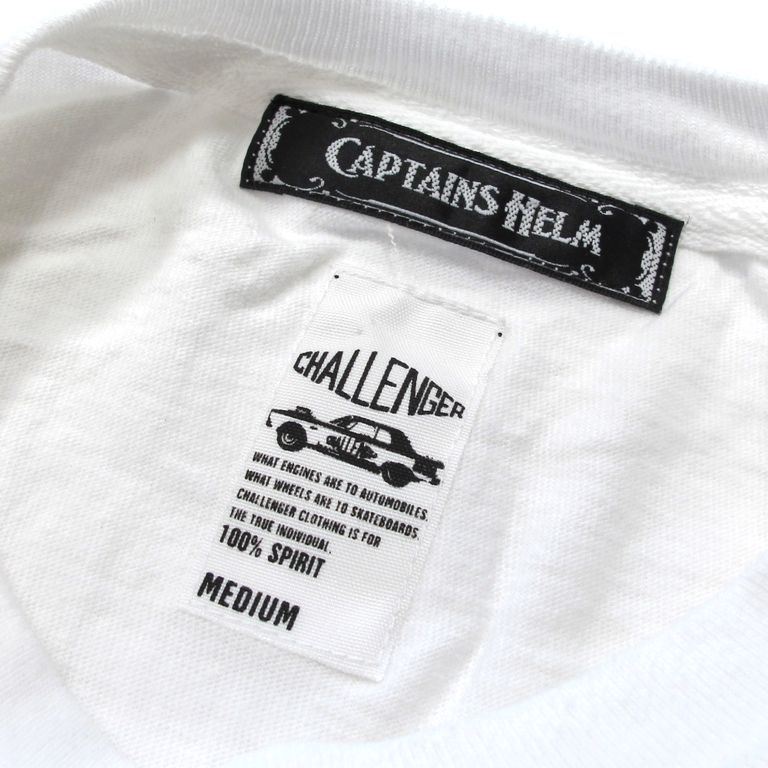 CAPTAINS HELM
CHALLENGER
WHAT ENGINES ARE TO AUTOMOBILES.
WHAT WHEELS ARE TO SKATEBOARDS.
CHALLENGER CLOTHING IS FOR
THE TRUE INDIVIDUAL.
100% SPIRIT
MEDIUM